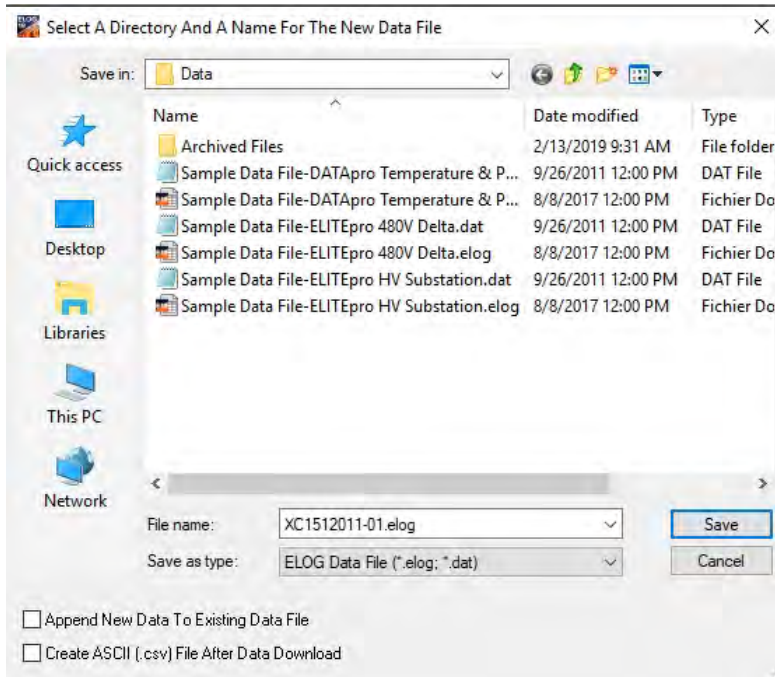 Select A Directory And A Name For The New Data File
Save in: Data
Name Date modified Type
Archived Files 2/13/2019 9:31 AM File folder
Sample Data File-DATApro Temperature & P... 9/26/2011 12:00 PM DAT File
Sample Data File-DATApro Temperature & P... 8/8/2017 12:00 PM Fichier Do
Sample Data File-ELITEpro 480V Delta.dat 9/26/2011 12:00 PM DAT File
Sample Data File-ELITEpro 480V Delta.elog 8/8/2017 12:00 PM Fichier Do
Sample Data File-ELITEpro HV Substation.dat 9/26/2011 12:00 PM DAT File
Sample Data File-ELITEpro HV Substation.elog 8/8/2017 12:00 PM Fichier Do
Quick access
Desktop
Libraries
This PC
Network
File name: XC1512011-01.elog Save
Save as type: ELOG Data File (*.elog; *.dat) Cancel
Append New Data To Existing Data File
Create ASCII (.csv) File After Data Download